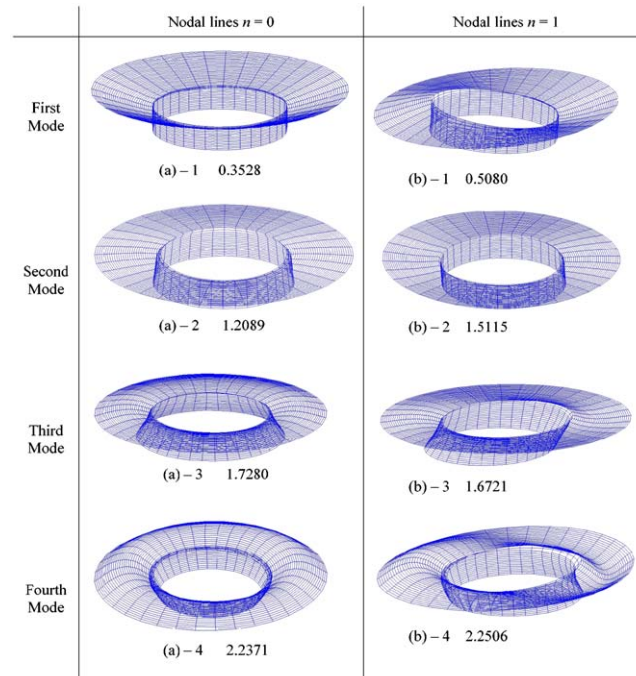 Nodal lines n = 0
Nodal lines n = 1
First
Mode
(a) – 1 0.3528
(b) – 1 0.5080
Second
Mode
(a) – 2 1.2089
(b) – 2 1.5115
Third
Mode
(a) – 3 1.7280
(b) – 3 1.6721
Fourth
Mode
(a) – 4 2.2371
(b) – 4 2.2506